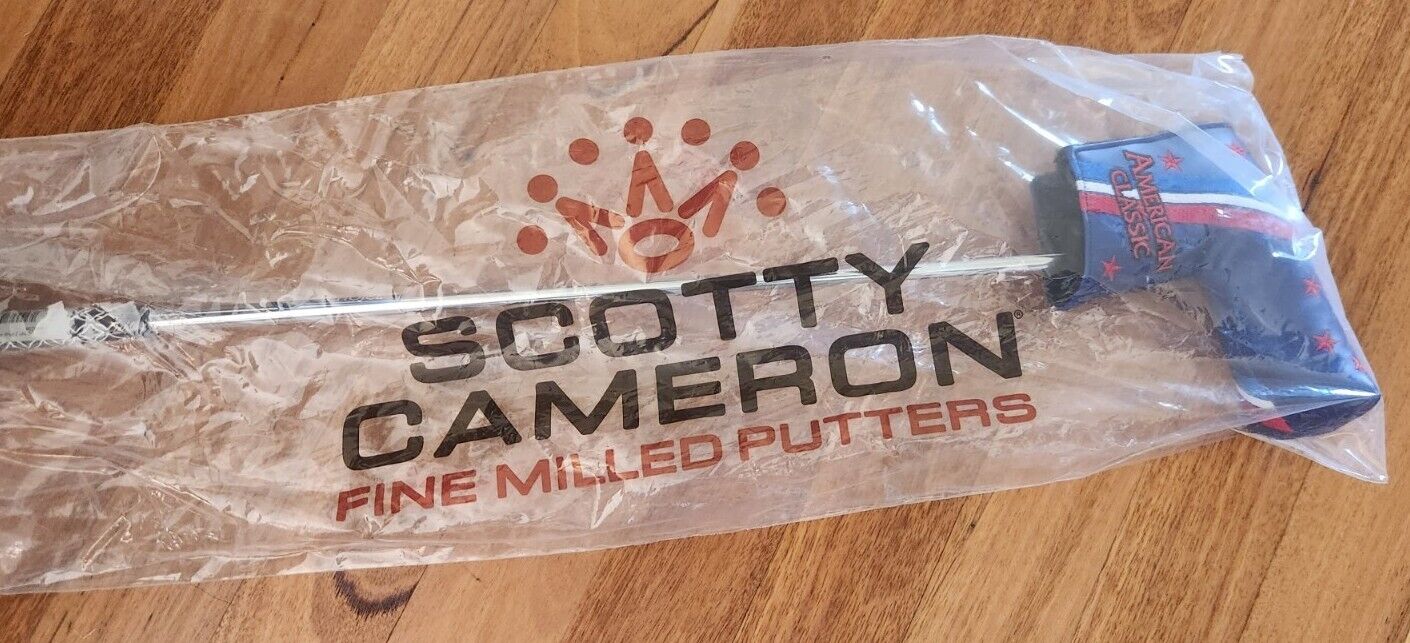 SCOTTY
CAMERON®
FINE MILLED PUTTERS
AMERICAN
CLASSIC